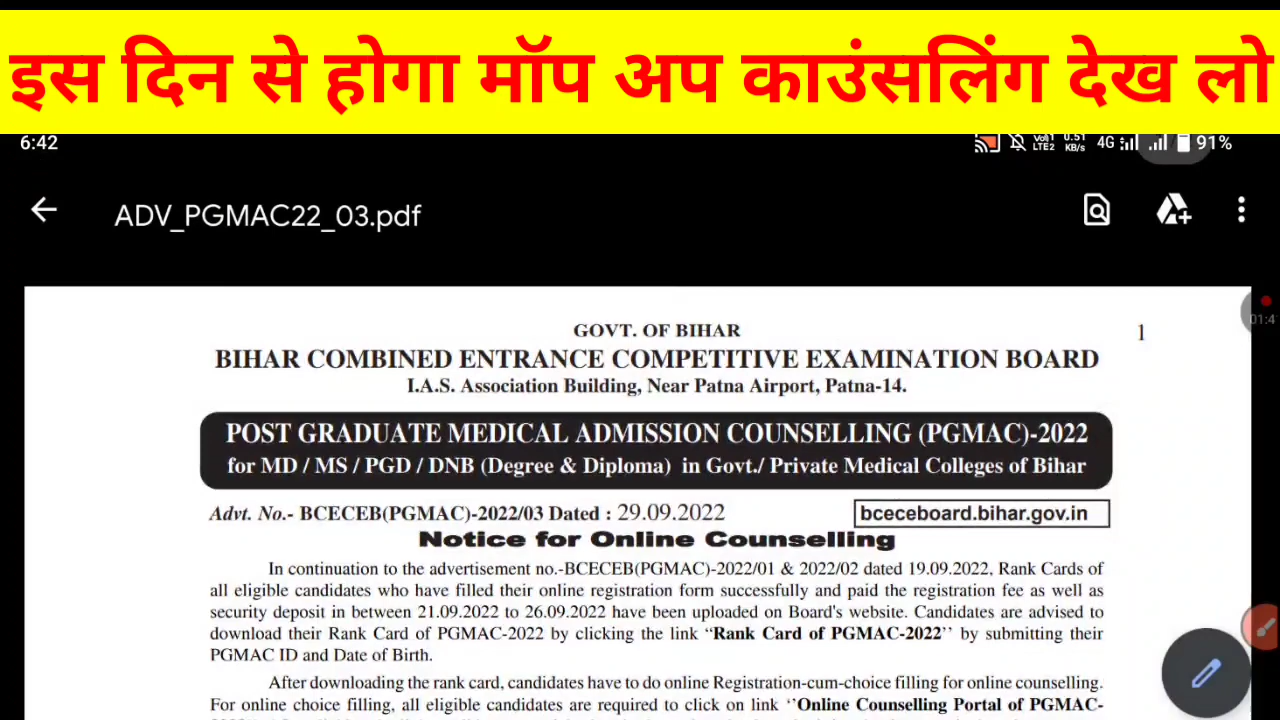 इस दिन से होगा मॉप अप काउंसलिंग देख लो
6:42
Vo)) 1 LTE2 0.51 KB/s 4G 91%
ADV_PGMAC22_03.pdf
1
GOVT. OF BIHAR
BIHAR COMBINED ENTRANCE COMPETITIVE EXAMINATION BOARD
I.A.S. Association Building, Near Patna Airport, Patna-14.
POST GRADUATE MEDICAL ADMISSION COUNSELLING (PGMAC)-2022
for MD / MS / PGD / DNB (Degree & Diploma) in Govt./ Private Medical Colleges of Bihar
Advt. No.- BCECEB(PGMAC)-2022/03 Dated : 29.09.2022 bceceboard.bihar.gov.in
Notice for Online Counselling
In continuation to the advertisement no.-BCECEB(PGMAC)-2022/01 & 2022/02 dated 19.09.2022, Rank Cards of
all eligible candidates who have filled their online registration form successfully and paid the registration fee as well as
security deposit in between 21.09.2022 to 26.09.2022 have been uploaded on Board's website. Candidates are advised to
download their Rank Card of PGMAC-2022 by clicking the link “Rank Card of PGMAC-2022’’ by submitting their
PGMAC ID and Date of Birth.
After downloading the rank card, candidates have to do online Registration-cum-choice filling for online counselling.
For online choice filling, all eligible candidates are required to click on link ‘’Online Counselling Portal of PGMAC-